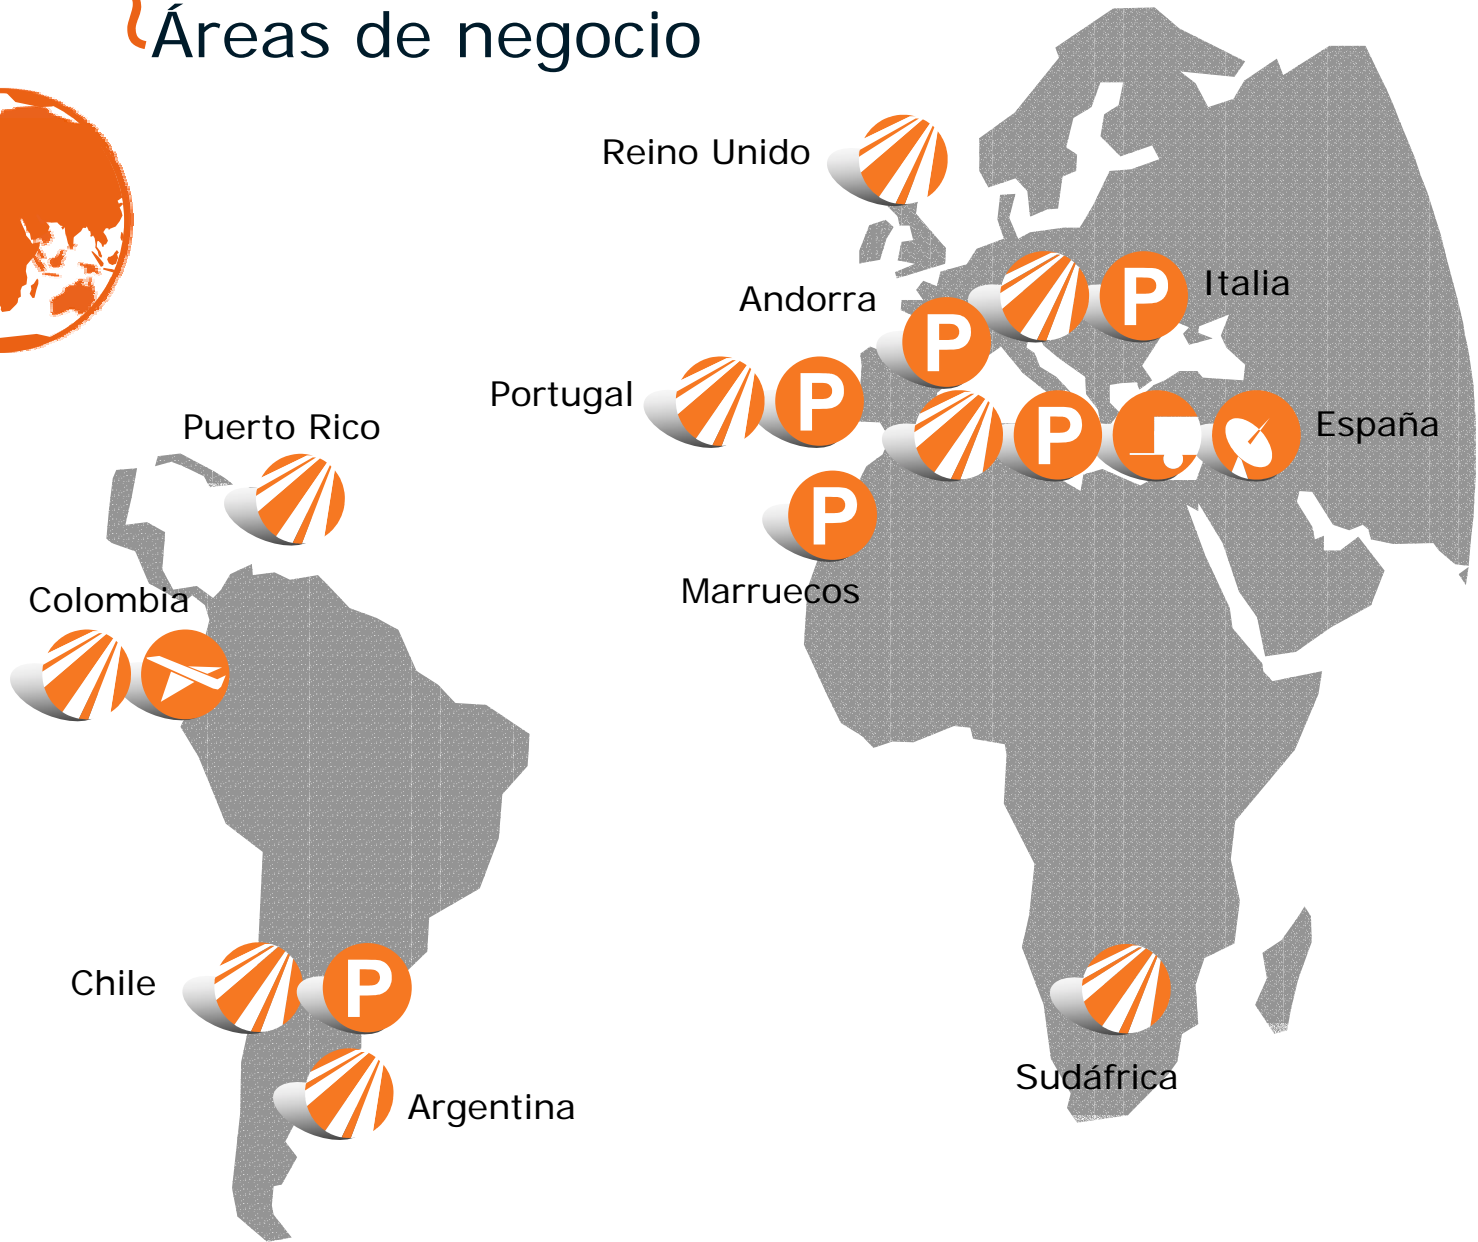 Áreas de negocio
Reino Unido
Italia
Andorra
P
P
Portugal
P
España
Puerto Rico
P
P
Marruecos
Colombia
Chile
P
Argentina
Sudáfrica